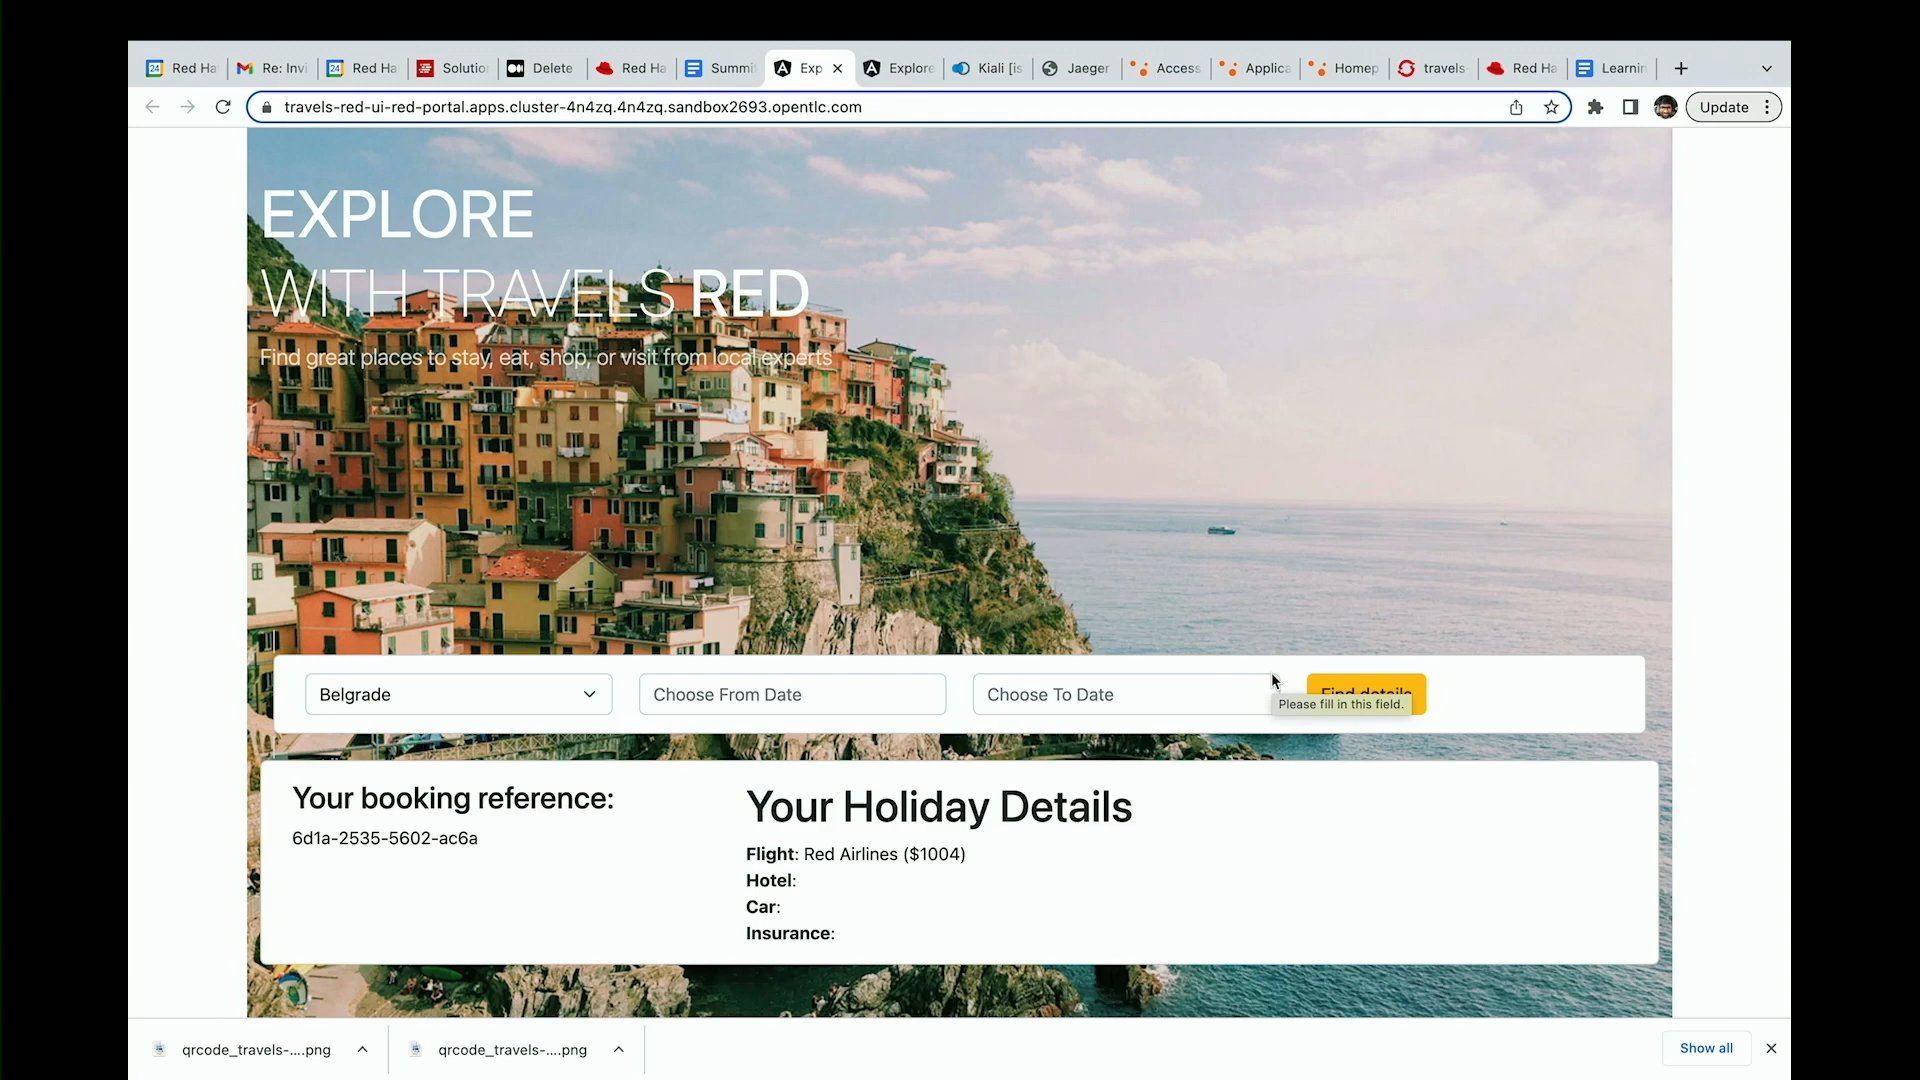 Red Ha
Re: Invi
Red Ha
Solution
Delete
Red Ha
Summi
Exp
Explore
Kiali [is
Jaeger
Access
Applica
Homep
travels-
Red Ha
Learnin
travels-red-ui-red-portal.apps.cluster-4n4zq.4n4zq.sandbox2693.opentlc.com
Update
EXPLORE
WITH TRAVELS RED
Find great places to stay, eat, shop, or visit from local experts
Belgrade
Choose From Date
Choose To Date
Find details
Please fill in this field.
Your booking reference:
6d1a-2535-5602-ac6a
Your Holiday Details
Flight: Red Airlines ($1004)
Hotel:
Car:
Insurance:
qrcode_travels-....png
qrcode_travels-....png
Show all